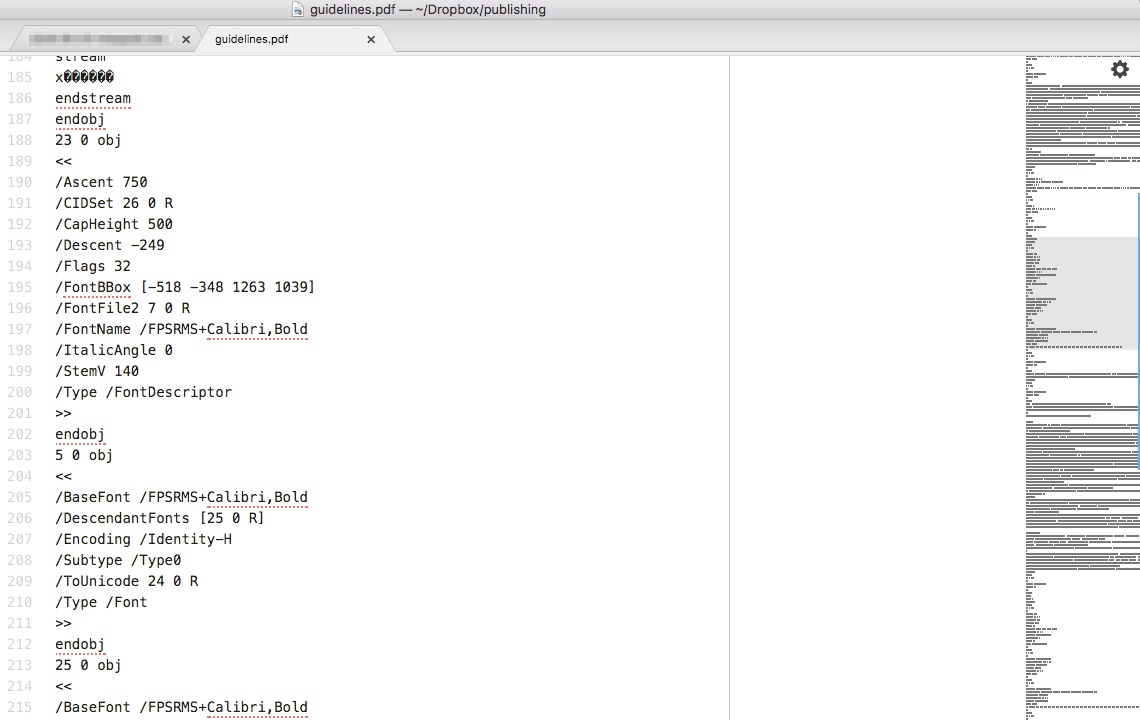 guidelines.pdf — ~/Dropbox/publishing
guidelines.pdf
184 stream
185 x������
186 endstream
187 endobj
188 23 0 obj
189 <<
190 /Ascent 750
191 /CIDSet 26 0 R
192 /CapHeight 500
193 /Descent -249
194 /Flags 32
195 /FontBBox [-518 -348 1263 1039]
196 /FontFile2 7 0 R
197 /FontName /FPSRMS+Calibri,Bold
198 /ItalicAngle 0
199 /StemV 140
200 /Type /FontDescriptor
201 >>
202 endobj
203 5 0 obj
204 <<
205 /BaseFont /FPSRMS+Calibri,Bold
206 /DescendantFonts [25 0 R]
207 /Encoding /Identity-H
208 /Subtype /Type0
209 /ToUnicode 24 0 R
210 /Type /Font
211 >>
212 endobj
213 25 0 obj
214 <<
215 /BaseFont /FPSRMS+Calibri,Bold